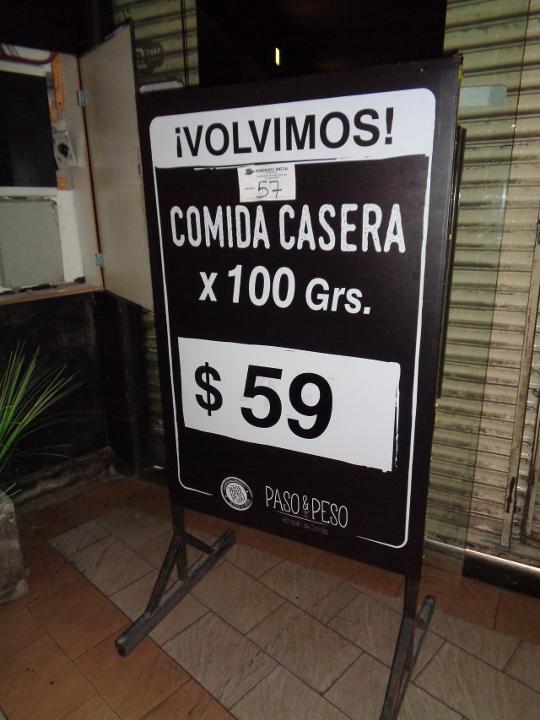 ¡VOLVIMOS!
57
COMIDA CASERA
x 100 Grs.
$ 59
PASO & PESO